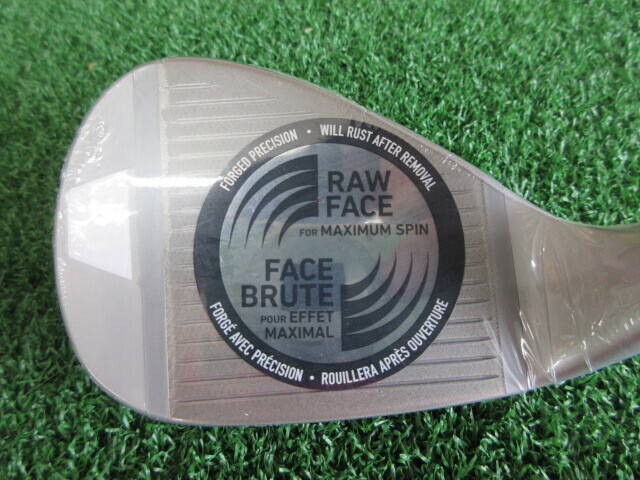 FORGED PRECISION • WILL RUST AFTER REMOVAL
RAW
FACE
FOR MAXIMUM SPIN
FACE
BRUTE
POUR EFFET
MAXIMAL
FORGÉ AVEC PRÉCISION • ROUILLERA APRÈS OUVERTURE